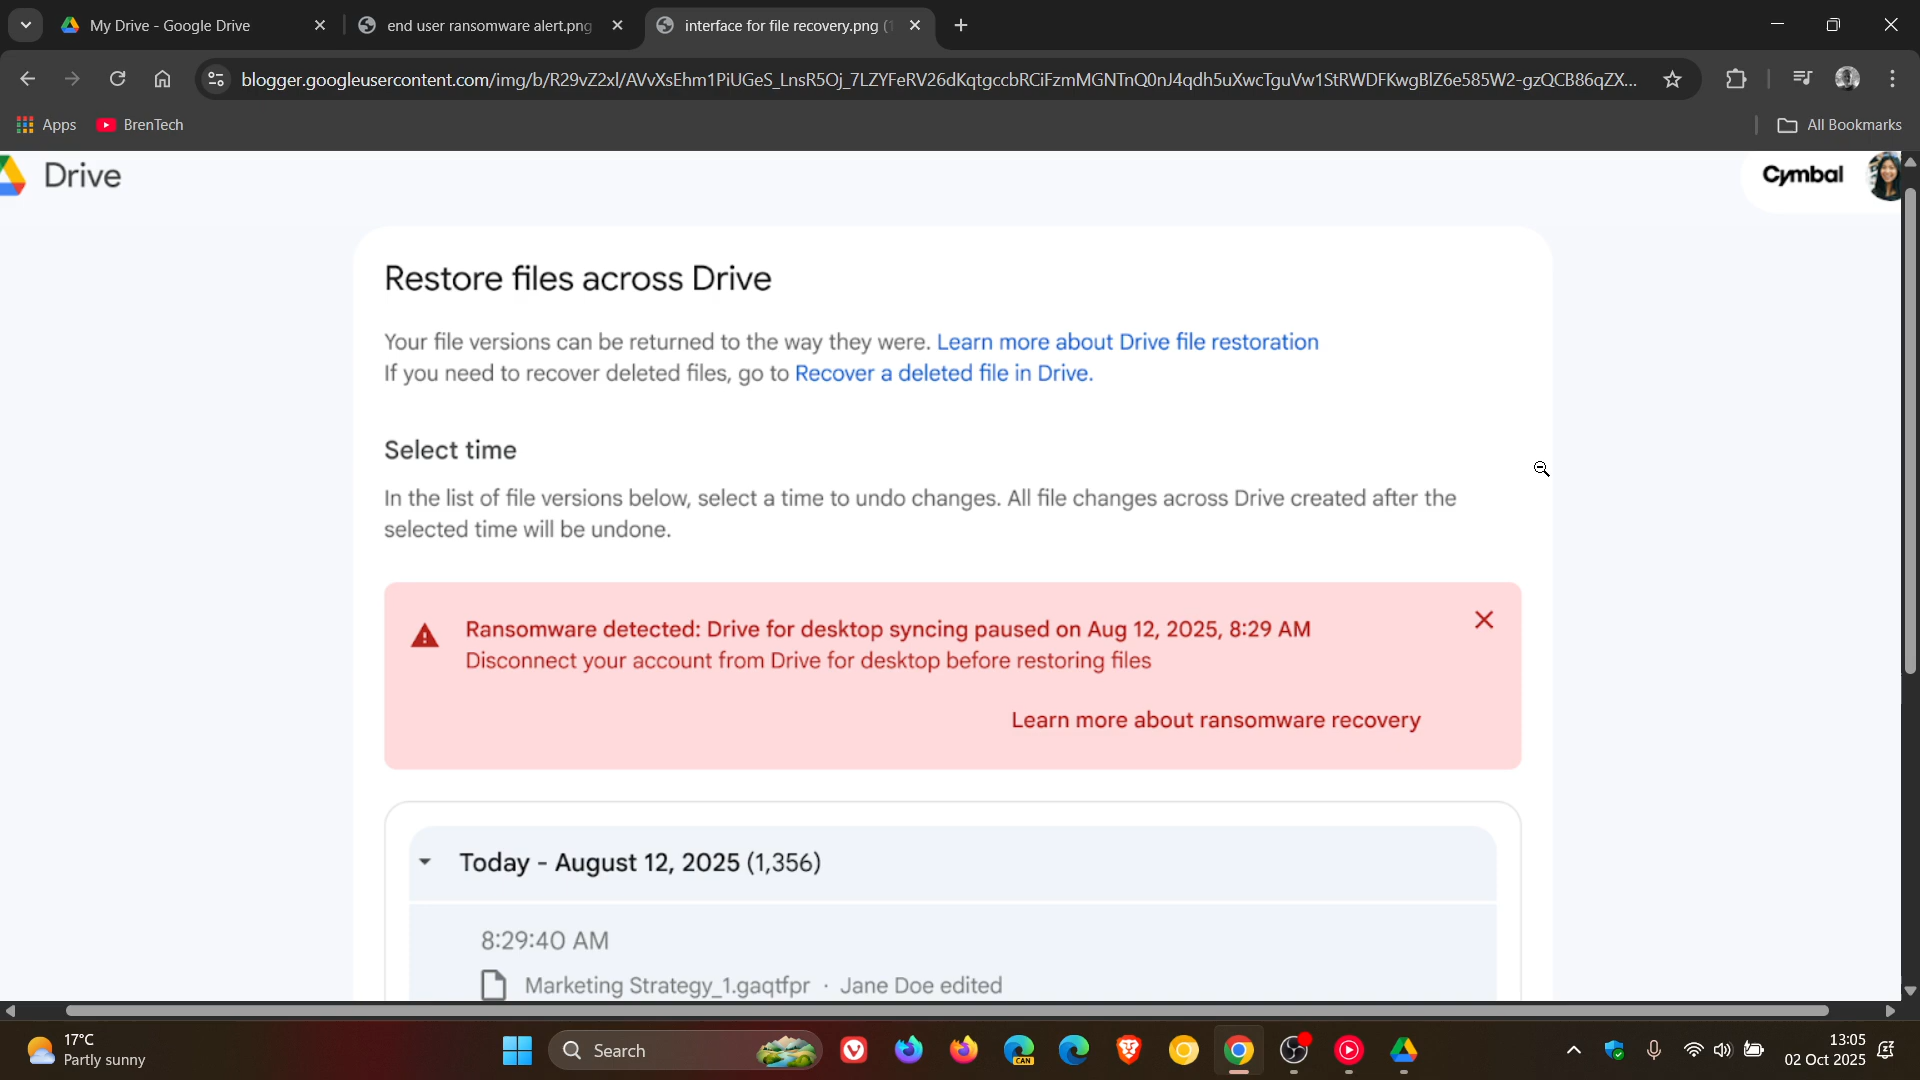 My Drive - Google Drive
end user ransomware alert.png
interface for file recovery.png (
blogger.googleusercontent.com/img/b/R29vZ2xl/AVvXsEhm1PiUGeS_LnsR5Oj_7LZYFeRV26dKqtgccbRCiFzmMGNTnQ0nJ4qdh5uXwcTguVw1StRWDFKwgBlZ6e585W2-gzQCB86qZX...
Apps
BrenTech
All Bookmarks
Drive
Cymbal
Restore files across Drive
Your file versions can be returned to the way they were. Learn more about Drive file restoration
If you need to recover deleted files, go to Recover a deleted file in Drive.
Select time
In the list of file versions below, select a time to undo changes. All file changes across Drive created after the
selected time will be undone.
Ransomware detected: Drive for desktop syncing paused on Aug 12, 2025, 8:29 AM
Disconnect your account from Drive for desktop before restoring files
Learn more about ransomware recovery
Today - August 12, 2025 (1,356)
8:29:40 AM
Marketing Strategy_1.gaqtfpr · Jane Doe edited
17°C
Partly sunny
Search
CAN
13:05
02 Oct 2025